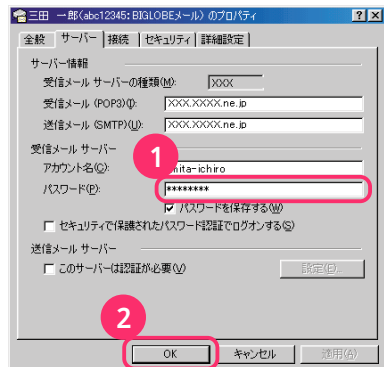 三田　一郎(abc12345:BIGLOBEメール) のプロパティ
全般 サーバー 接続 セキュリティ 詳細設定
サーバー情報
受信メール サーバーの種類(M): XXX
受信メール (POP3)(I): XXX.XXXX.ne.jp
送信メール (SMTP)(U): XXX.XXXX.ne.jp
受信メール サーバー
1
アカウント名(C): mita-ichiro
パスワード(P): ********
パスワードを保存する(W)
セキュリティで保護されたパスワード認証でログオンする(S)
送信メール サーバー
このサーバーは認証が必要(V) 設定(E)...
2
OK キャンセル 適用(A)